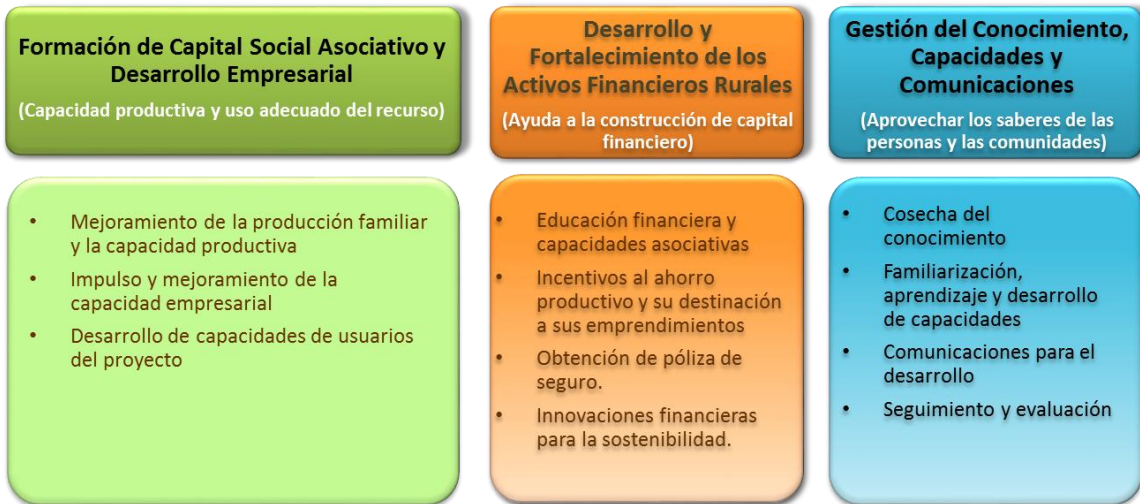 Formación de Capital Social Asociativo y
Desarrollo Empresarial
(Capacidad productiva y uso adecuado del recurso)
• Mejoramiento de la producción familiar
y la capacidad productiva
• Impulso y mejoramiento de la
capacidad empresarial
• Desarrollo de capacidades de usuarios
del proyecto
Desarrollo y
Fortalecimiento de los
Activos Financieros Rurales
(Ayuda a la construcción de capital
financiero)
• Educación financiera y
capacidades asociativas
• Incentivos al ahorro
productivo y su destinación
a sus emprendimientos
• Obtención de póliza de
seguro.
• Innovaciones financieras
para la sostenibilidad.
Gestión del Conocimiento,
Capacidades y
Comunicaciones
(Aprovechar los saberes de las
personas y las comunidades)
• Cosecha del
conocimiento
• Familiarización,
aprendizaje y desarrollo
de capacidades
• Comunicaciones para el
desarrollo
• Seguimiento y evaluación